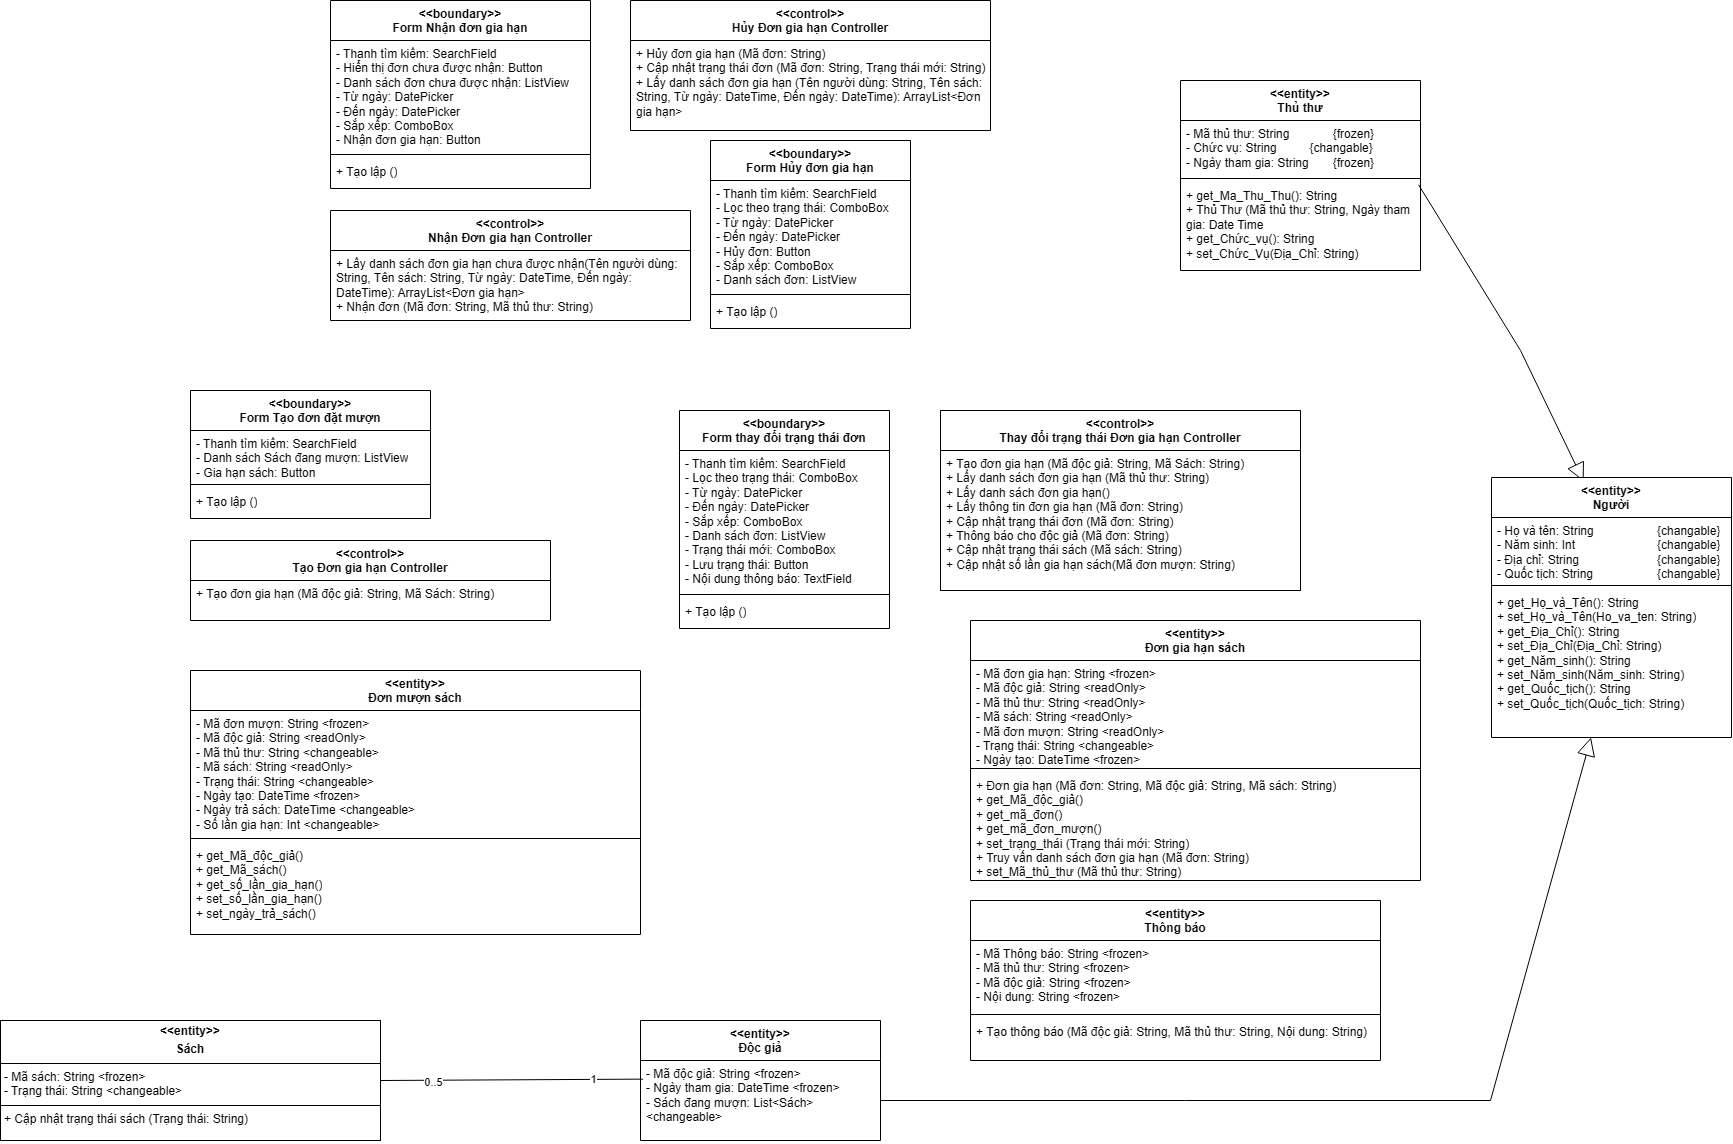 <<boundary>>
Form Nhận đơn gia hạn
- Thanh tìm kiếm: SearchField
- Hiển thị đơn chưa được nhận: Button
- Danh sách đơn chưa được nhận: ListView
- Từ ngày: DatePicker
- Đến ngày: DatePicker
- Sắp xếp: ComboBox
- Nhận đơn gia hạn: Button
+ Tạo lập ()
<<control>>
Hủy Đơn gia hạn Controller
+ Hủy đơn gia hạn (Mã đơn: String)
+ Cập nhật trạng thái đơn (Mã đơn: String, Trạng thái mới: String)
+ Lấy danh sách đơn gia hạn (Tên người dùng: String, Tên sách:
String, Từ ngày: DateTime, Đến ngày: DateTime): ArrayList<Đơn
gia hạn>
<<entity>>
Thủ thư
- Mã thủ thư: String {frozen}
- Chức vụ: String {changable}
- Ngày tham gia: String {frozen}
+ get_Ma_Thu_Thu(): String
+ Thủ Thư (Mã thủ thư: String, Ngày tham
gia: Date Time
+ get_Chức_vụ(): String
+ set_Chức_Vụ(Địa_Chỉ: String)
<<boundary>>
Form Hủy đơn gia hạn
- Thanh tìm kiếm: SearchField
- Lọc theo trạng thái: ComboBox
- Từ ngày: DatePicker
- Đến ngày: DatePicker
- Hủy đơn: Button
- Sắp xếp: ComboBox
- Danh sách đơn: ListView
+ Tạo lập ()
<<control>>
Nhận Đơn gia hạn Controller
+ Lấy danh sách đơn gia hạn chưa được nhận(Tên người dùng:
String, Tên sách: String, Từ ngày: DateTime, Đến ngày:
DateTime): ArrayList<Đơn gia hạn>
+ Nhận đơn (Mã đơn: String, Mã thủ thư: String)
<<boundary>>
Form Tạo đơn đặt mượn
- Thanh tìm kiếm: SearchField
- Danh sách Sách đang mượn: ListView
- Gia hạn sách: Button
+ Tạo lập ()
<<boundary>>
Form thay đổi trạng thái đơn
- Thanh tìm kiếm: SearchField
- Lọc theo trạng thái: ComboBox
- Từ ngày: DatePicker
- Đến ngày: DatePicker
- Sắp xếp: ComboBox
- Danh sách đơn: ListView
- Trạng thái mới: ComboBox
- Lưu trạng thái: Button
- Nội dung thông báo: TextField
+ Tạo lập ()
<<control>>
Thay đổi trạng thái Đơn gia hạn Controller
+ Tạo đơn gia hạn (Mã độc giả: String, Mã Sách: String)
+ Lấy danh sách đơn gia hạn (Mã thủ thư: String)
+ Lấy danh sách đơn gia hạn()
+ Lấy thông tin đơn gia hạn (Mã đơn: String)
+ Cập nhật trạng thái đơn (Mã đơn: String)
+ Thông báo cho độc giả (Mã đơn: String)
+ Cập nhật trạng thái sách (Mã sách: String)
+ Cập nhật số lần gia hạn sách(Mã đơn mượn: String)
<<entity>>
Người
- Họ và tên: String {changable}
- Năm sinh: Int {changable}
- Địa chỉ: String {changable}
- Quốc tịch: String {changable}
+ get_Họ_và_Tên(): String
+ set_Họ_và_Tên(Ho_va_ten: String)
+ get_Địa_Chỉ(): String
+ set_Địa_Chỉ(Địa_Chỉ: String)
+ get_Năm_sinh(): String
+ set_Năm_sinh(Năm_sinh: String)
+ get_Quốc_tịch(): String
+ set_Quốc_tịch(Quốc_tịch: String)
<<control>>
Tạo Đơn gia hạn Controller
+ Tạo đơn gia hạn (Mã độc giả: String, Mã Sách: String)
<<entity>>
Đơn gia hạn sách
- Mã đơn gia hạn: String <frozen>
- Mã độc giả: String <readOnly>
- Mã thủ thư: String <readOnly>
- Mã sách: String <readOnly>
- Mã đơn mượn: String <readOnly>
- Trạng thái: String <changeable>
- Ngày tạo: DateTime <frozen>
+ Đơn gia hạn (Mã đơn: String, Mã độc giả: String, Mã sách: String)
+ get_Mã_độc_giả()
+ get_mã_đơn()
+ get_mã_đơn_mượn()
+ set_trạng_thái (Trạng thái mới: String)
+ Truy vấn danh sách đơn gia hạn (Mã đơn: String)
+ set_Mã_thủ_thư (Mã thủ thư: String)
<<entity>>
Đơn mượn sách
- Mã đơn mượn: String <frozen>
- Mã độc giả: String <readOnly>
- Mã thủ thư: String <changeable>
- Mã sách: String <readOnly>
- Trạng thái: String <changeable>
- Ngày tạo: DateTime <frozen>
- Ngày trả sách: DateTime <changeable>
- Số lần gia hạn: Int <changeable>
+ get_Mã_độc_giả()
+ get_Mã_sách()
+ get_số_lần_gia_hạn()
+ set_số_lần_gia_hạn()
+ set_ngày_trả_sách()
<<entity>>
Thông báo
- Mã Thông báo: String <frozen>
- Mã thủ thư: String <frozen>
- Mã độc giả: String <frozen>
- Nội dung: String <frozen>
+ Tạo thông báo (Mã độc giả: String, Mã thủ thư: String, Nội dung: String)
<<entity>>
Sách
- Mã sách: String <frozen>
- Trạng thái: String <changeable>
+ Cập nhật trạng thái sách (Trạng thái: String)
0..5
1
<<entity>>
Độc giả
- Mã độc giả: String <frozen>
- Ngày tham gia: DateTime <frozen>
- Sách đang mượn: List<Sách>
<changeable>